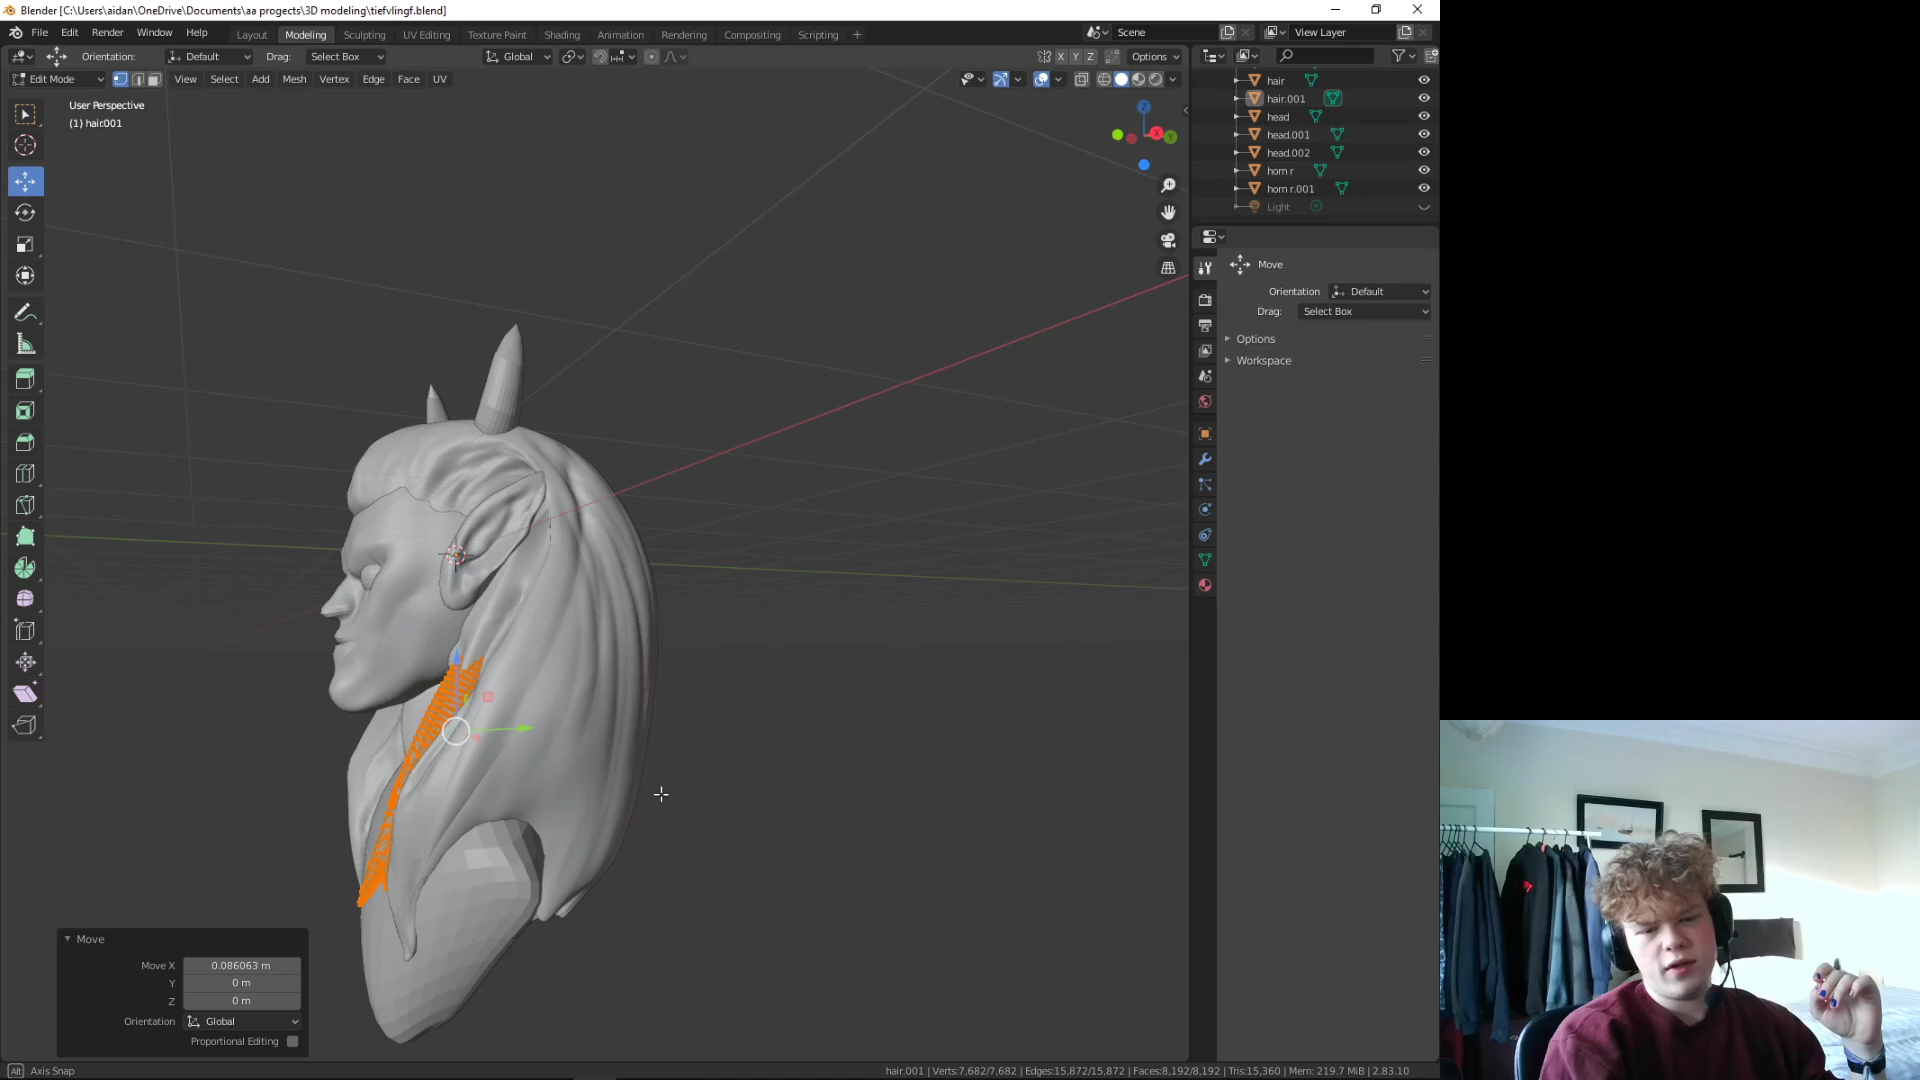 Blender [C:\Users\aidan\OneDrive\Documents\aa progects\3D modeling\tiefvlingf.blend]
File Edit Render Window Help Layout Modeling Sculpting UV Editing Texture Paint Shading Animation Rendering Compositing Scripting + Scene View Layer
Orientation: Default Drag: Select Box Global X Y Z Options
Edit Mode View Select Add Mesh Vertex Edge Face UV
User Perspective
(1) hair.001
Z
X
Y
hair
hair.001
head
head.001
head.002
horn r
horn r.001
Light
Move
Orientation Default
Drag: Select Box
Options
Workspace
Move
Move X 0.086063 m
Y 0 m
Z 0 m
Orientation Global
Proportional Editing
Alt Axis Snap
hair.001 | Verts:7,682/7,682 | Edges:15,872/15,872 | Faces:8,192/8,192 | Tris:15,360 | Mem: 219.7 MiB | 2.83.10